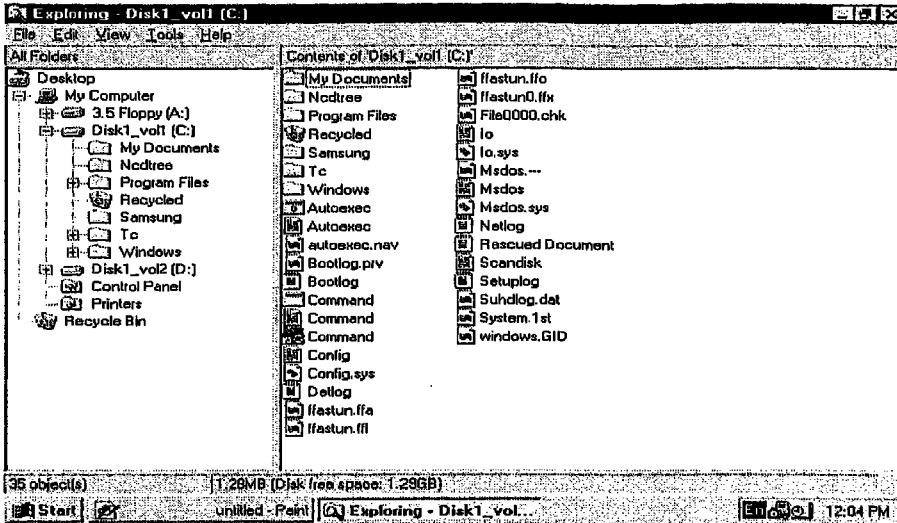 Exploring - Disk1_vol1 (C:)
File Edit View Tools Help
All Folders
Contents of 'Disk1_vol1 (C:)'
Desktop
My Computer
3.5 Floppy (A:)
Disk1_vol1 (C:)
My Documents
Ncdtree
Program Files
Recycled
Samsung
Tc
Windows
Disk1_vol2 (D:)
Control Panel
Printers
Recycle Bin
My Documents
Ncdtree
Program Files
Recycled
Samsung
Tc
Windows
Autoexec
Autoexec
autoexec.nav
Bootlog.prv
Bootlog
Command
Command
Command
Config
Config.sys
Detlog
ffastun.ffa
ffastun.ffl
ffastun.ffo
ffastun0.ffx
File0000.chk
Io
Io.sys
Msdos.---
Msdos
Msdos.sys
Netlog
Rescued Document
Scandisk
Setuplog
Suhdlog.dat
System.1st
windows.GID
35 object(s)
1.28MB (Disk free space: 1.29GB)
Start
untitled - Paint
Exploring - Disk1_vol...
En
12:04 PM